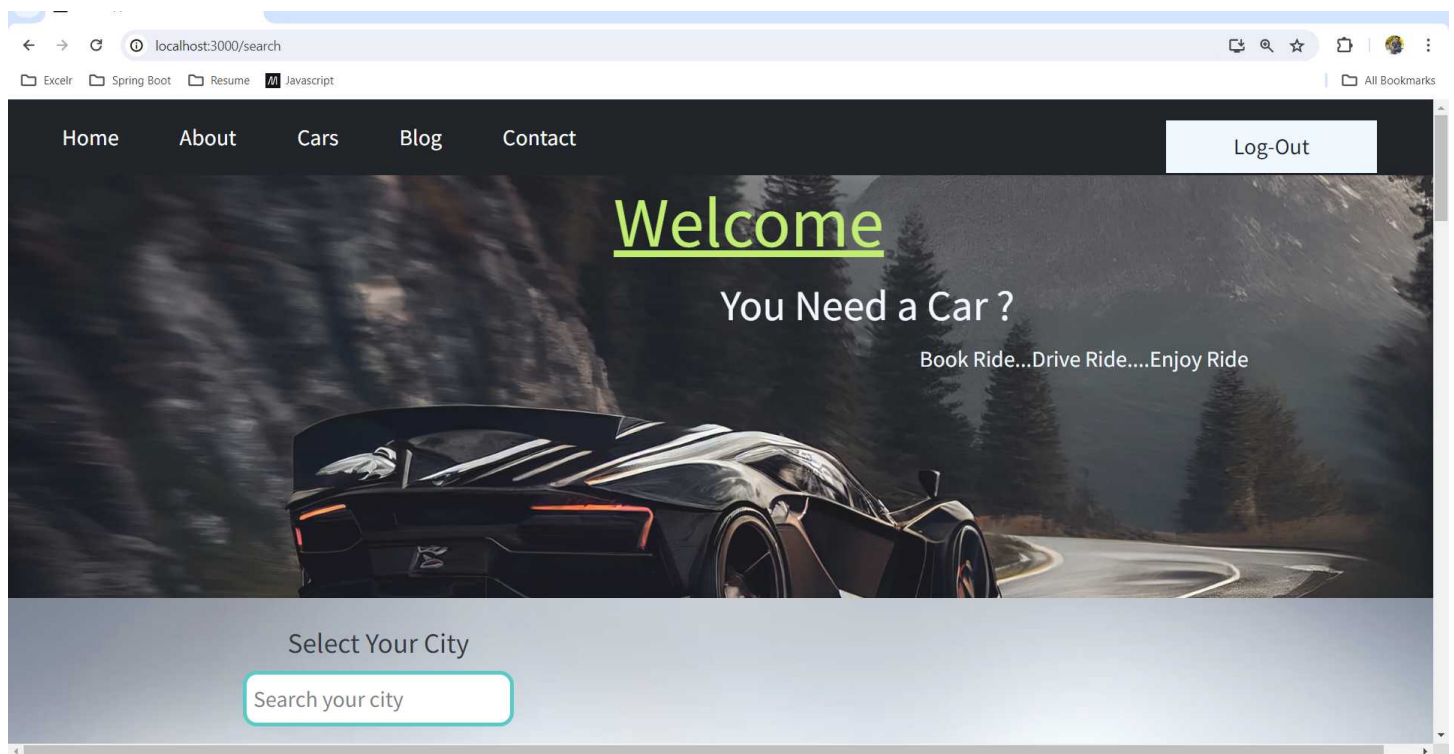 localhost:3000/search
Excelr Spring Boot Resume Javascript All Bookmarks
Home About Cars Blog Contact Log-Out
Welcome
You Need a Car ?
Book Ride...Drive Ride....Enjoy Ride
Select Your City
Search your city